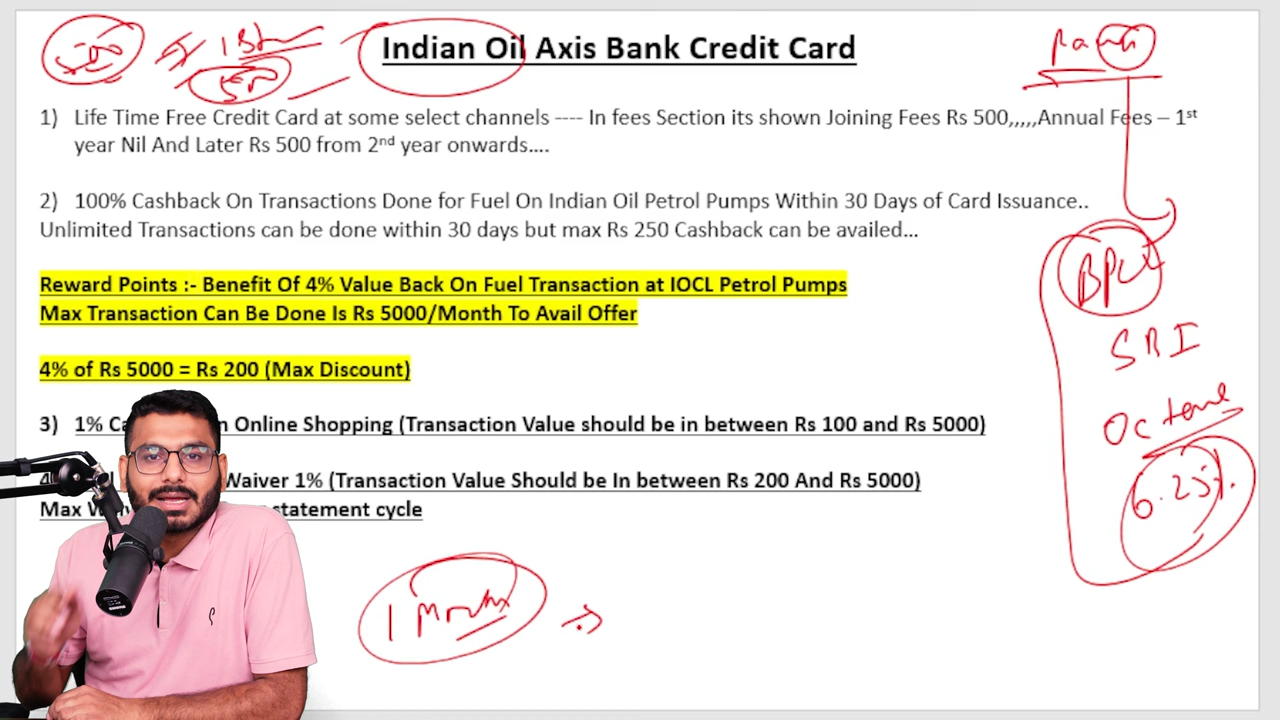 Indian Oil Axis Bank Credit Card
1) Life Time Free Credit Card at some select channels ---- In fees Section its shown Joining Fees Rs 500,,,,,Annual Fees – 1st
year Nil And Later Rs 500 from 2nd year onwards....
2) 100% Cashback On Transactions Done for Fuel On Indian Oil Petrol Pumps Within 30 Days of Card Issuance..
Unlimited Transactions can be done within 30 days but max Rs 250 Cashback can be availed...
Reward Points :- Benefit Of 4% Value Back On Fuel Transaction at IOCL Petrol Pumps
Max Transaction Can Be Done Is Rs 5000/Month To Avail Offer
4% of Rs 5000 = Rs 200 (Max Discount)
3) 1% Online Shopping (Transaction Value should be in between Rs 100 and Rs 5000)
Waiver 1% (Transaction Value Should be In between Rs 200 And Rs 5000)
Max statement cycle
500
BPCL
SBI
Octane
6.25%
1 Month